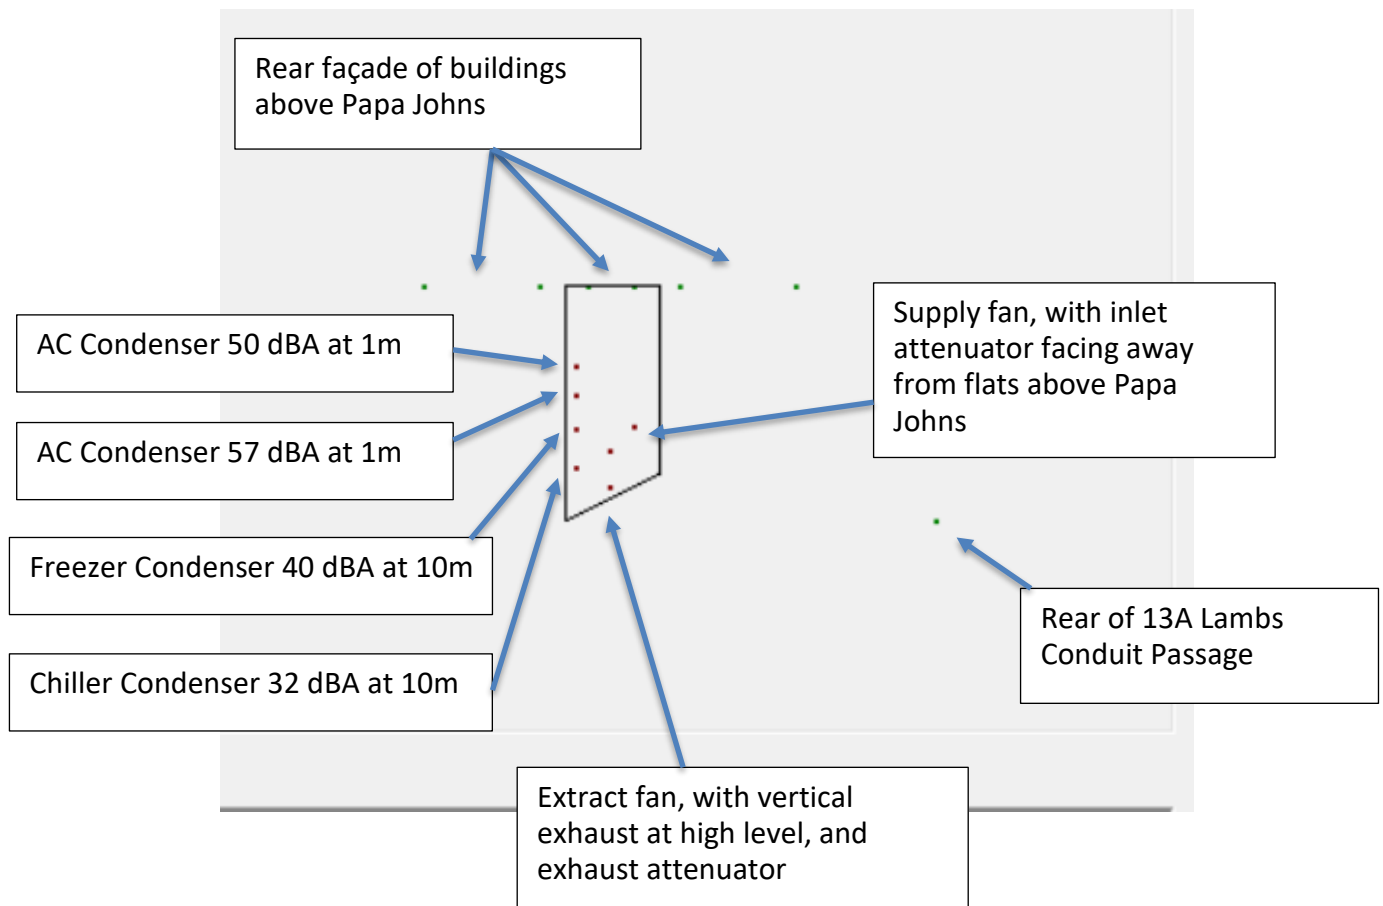 Rear façade of buildings
above Papa Johns
AC Condenser 50 dBA at 1m
AC Condenser 57 dBA at 1m
Freezer Condenser 40 dBA at 10m
Chiller Condenser 32 dBA at 10m
Supply fan, with inlet
attenuator facing away
from flats above Papa
Johns
Rear of 13A Lambs
Conduit Passage
Extract fan, with vertical
exhaust at high level, and
exhaust attenuator